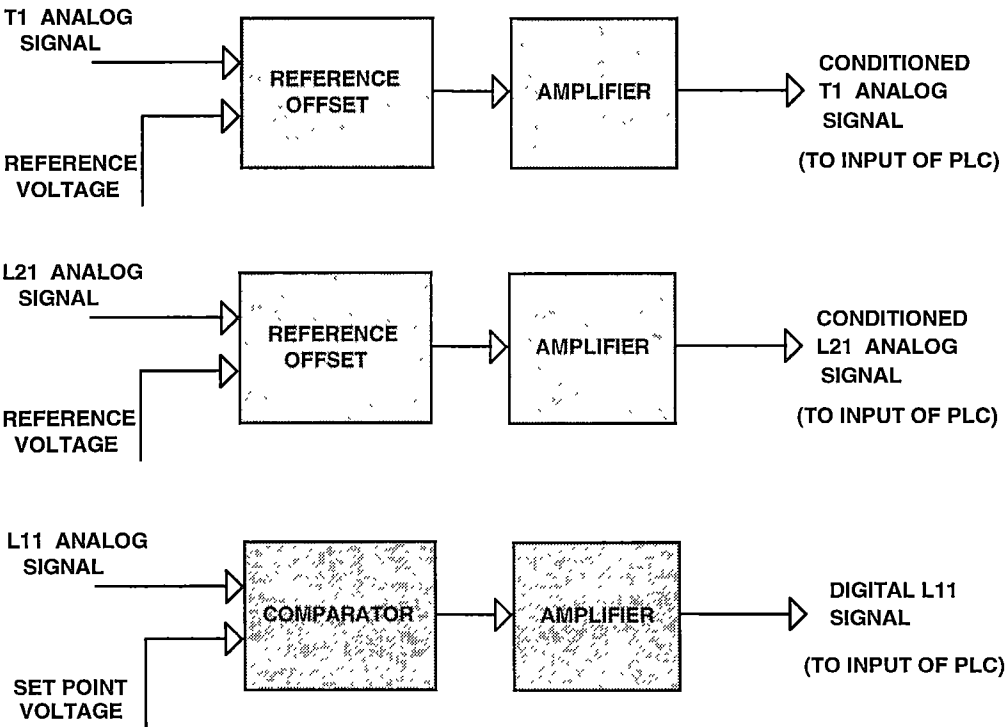 T1 ANALOG
SIGNAL
REFERENCE
VOLTAGE
REFERENCE
OFFSET
AMPLIFIER
CONDITIONED
T1 ANALOG
SIGNAL
(TO INPUT OF PLC)
L21 ANALOG
SIGNAL
REFERENCE
VOLTAGE
REFERENCE
OFFSET
AMPLIFIER
CONDITIONED
L21 ANALOG
SIGNAL
(TO INPUT OF PLC)
L11 ANALOG
SIGNAL
SET POINT
VOLTAGE
COMPARATOR
AMPLIFIER
DIGITAL L11
SIGNAL
(TO INPUT OF PLC)